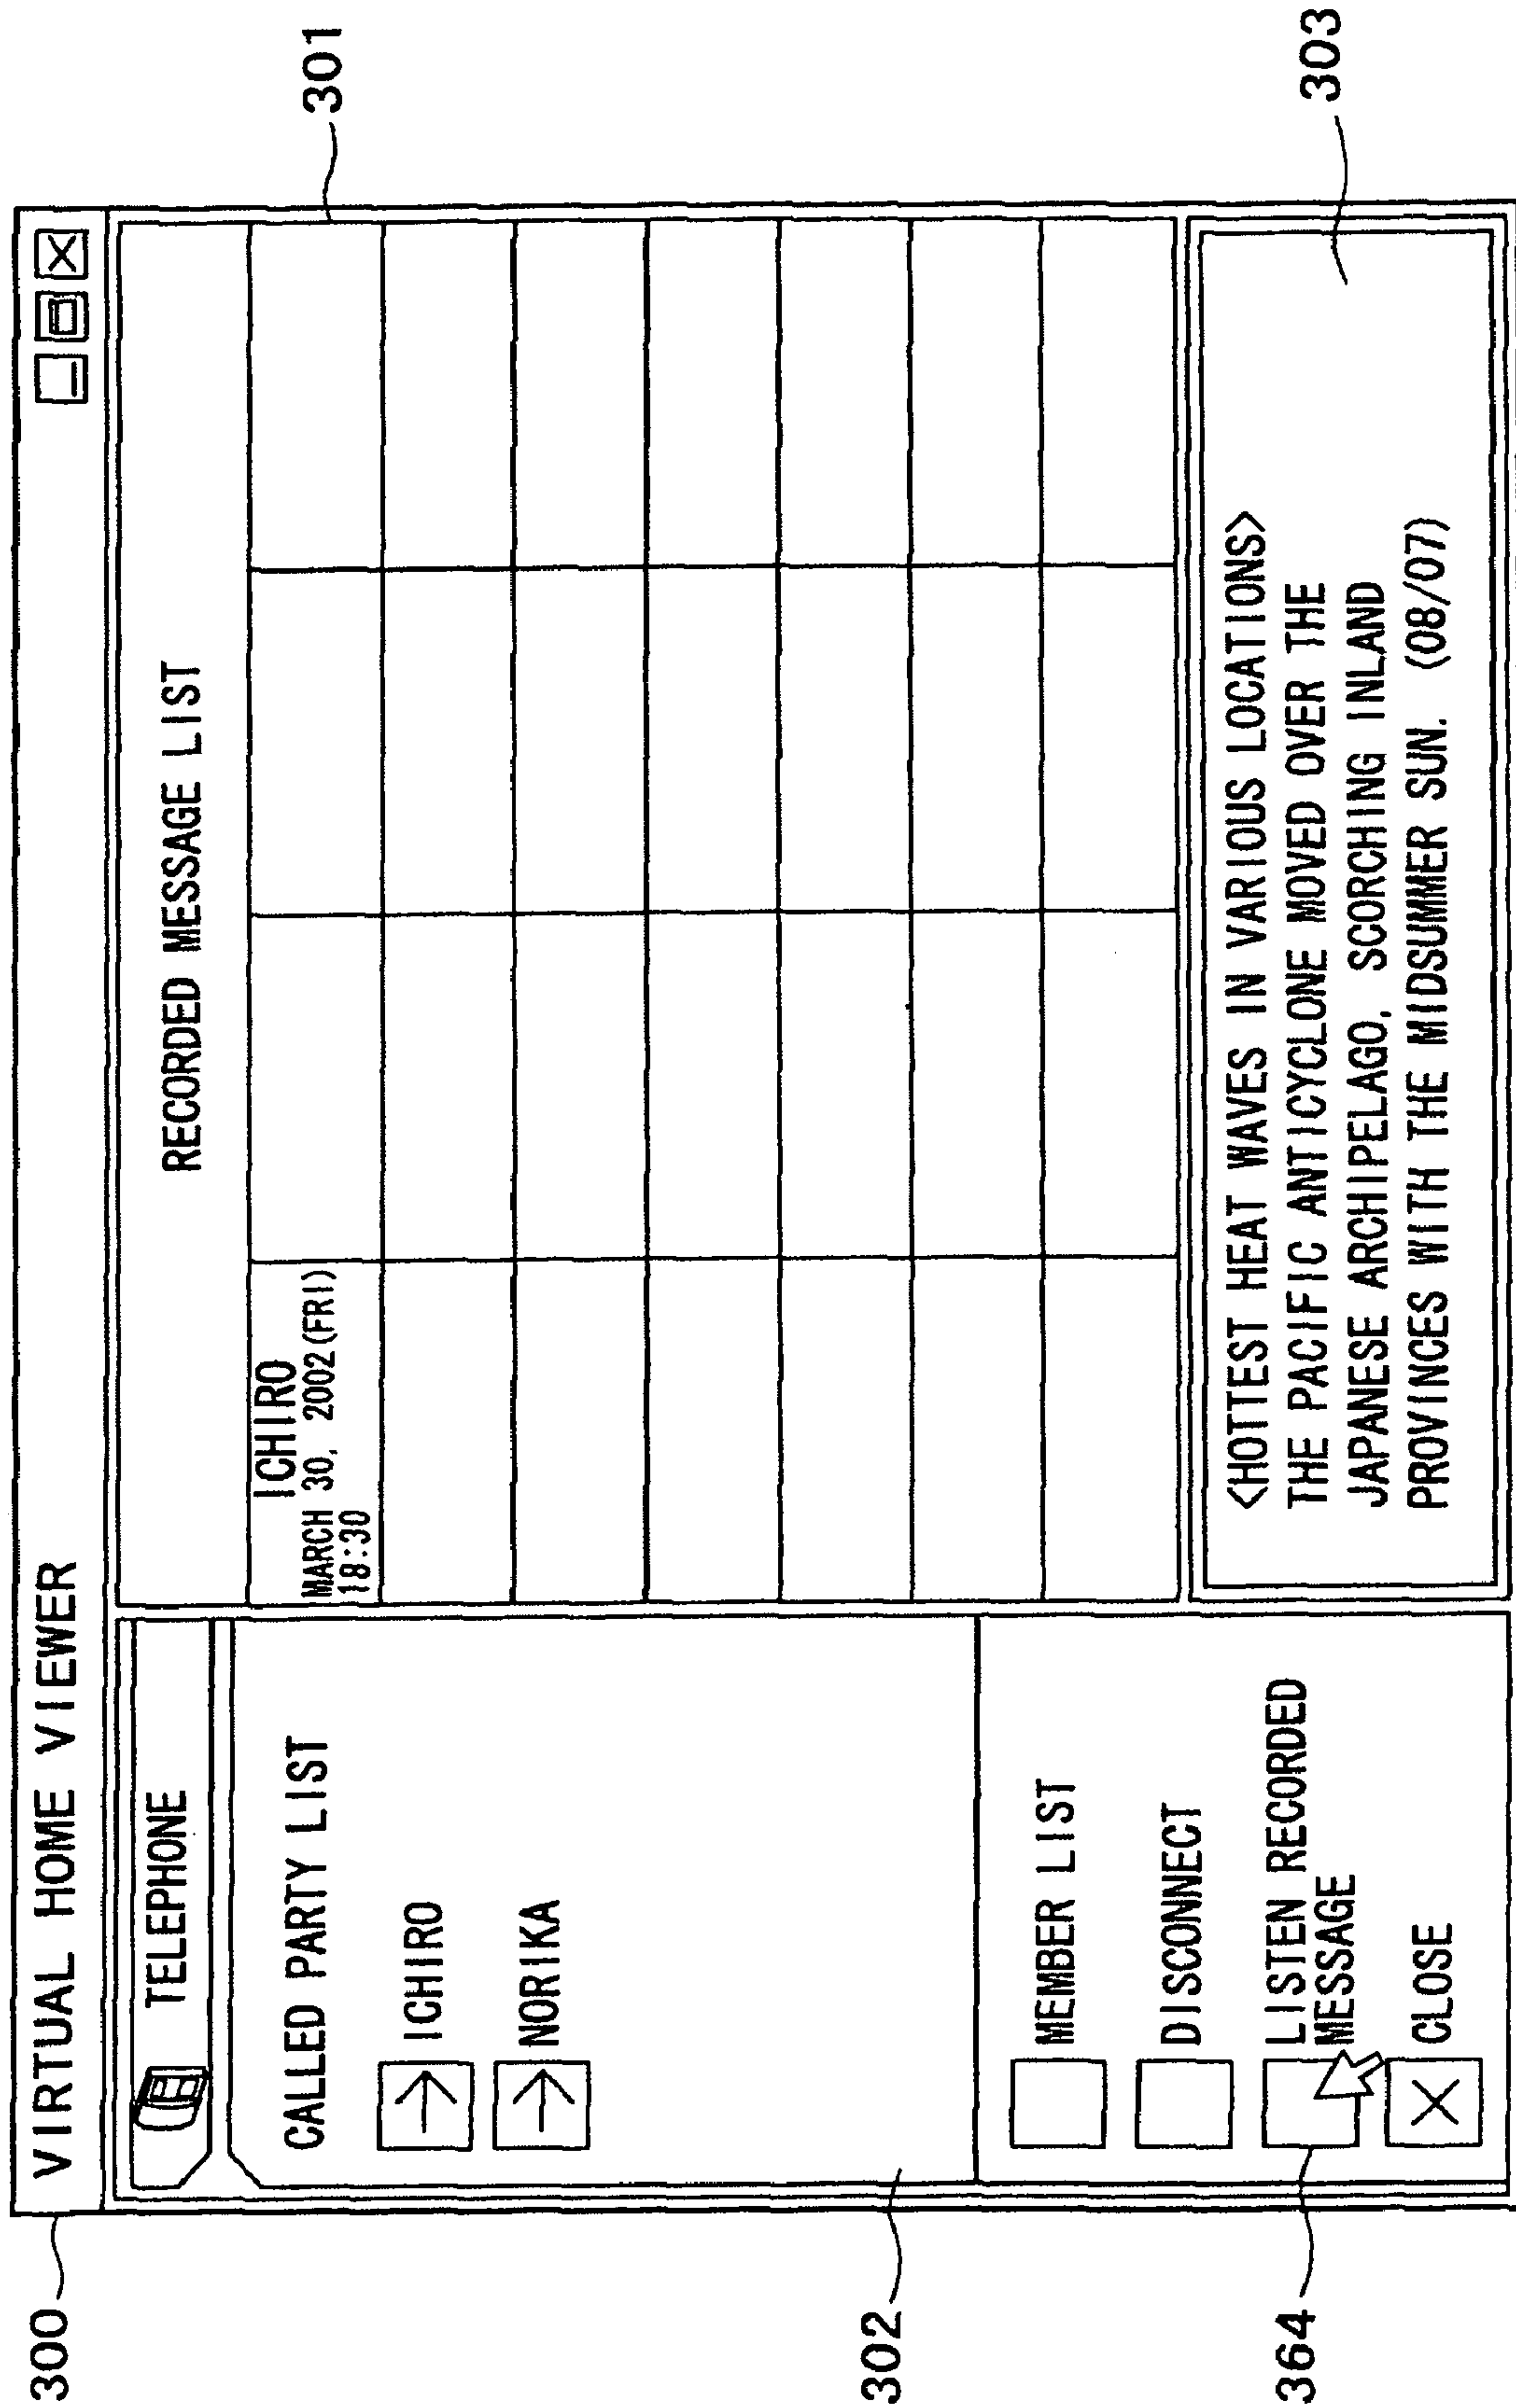 300
VIRTUAL HOME VIEWER
TELEPHONE
CALLED PARTY LIST
ICHIRO
NORIKA
302
MEMBER LIST
DISCONNECT
LISTEN RECORDED
MESSAGE
364
CLOSE
RECORDED MESSAGE LIST
301
ICHIRO
MARCH 30, 2002(FRI)
18:30
<HOTTEST HEAT WAVES IN VARIOUS LOCATIONS>
THE PACIFIC ANTICYCLONE MOVED OVER THE
JAPANESE ARCHIPELAGO, SCORCHING INLAND
PROVINCES WITH THE MIDSUMMER SUN. (08/07)
303